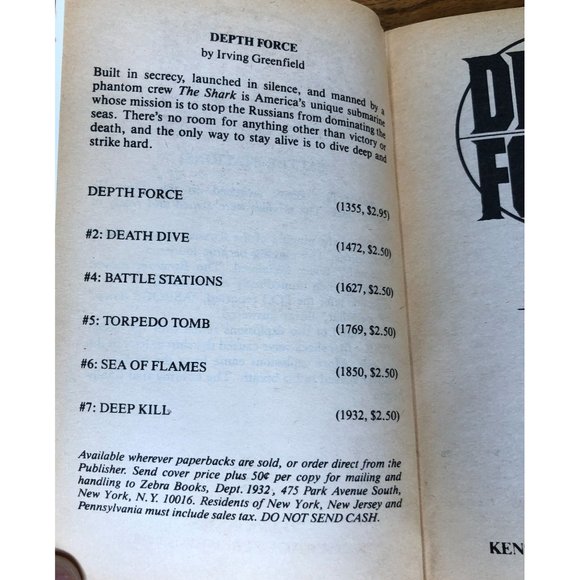 DEPTH FORCE
by Irving Greenfield
Built in secrecy, launched in silence, and manned by a
phantom crew The Shark is America's unique submarine
whose mission is to stop the Russians from dominating the
seas. There's no room for anything other than victory or
death, and the only way to stay alive is to dive deep and
strike hard.
DEPTH FORCE (1355, $2.95)
#2: DEATH DIVE (1472, $2.50)
#4: BATTLE STATIONS (1627, $2.50)
#5: TORPEDO TOMB (1769, $2.50)
#6: SEA OF FLAMES (1850, $2.50)
#7: DEEP KILL (1932, $2.50)
Available wherever paperbacks are sold, or order direct from the
Publisher. Send cover price plus 50¢ per copy for mailing and
handling to Zebra Books, Dept. 1932, 475 Park Avenue South,
New York, N.Y. 10016. Residents of New York, New Jersey and
Pennsylvania must include sales tax. DO NOT SEND CASH.
DE
FO
KEN